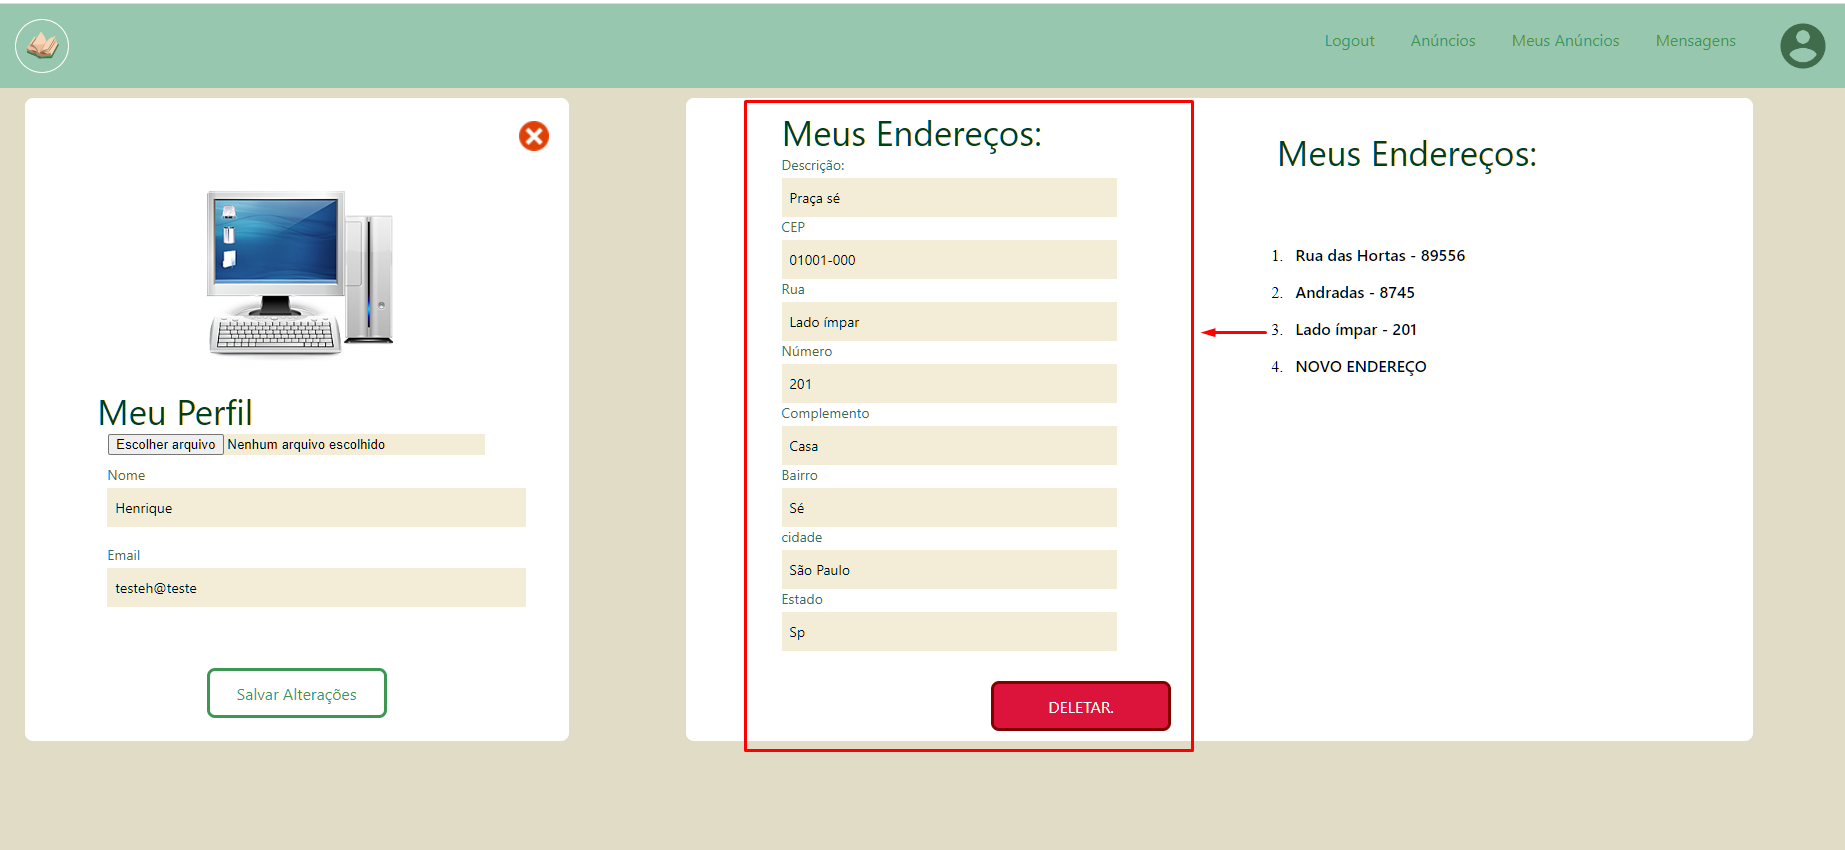 Logout Anúncios Meus Anúncios Mensagens
Meu Perfil
Escolher arquivo Nenhum arquivo escolhido
Nome
Henrique
Email
testeh@teste
Salvar Alterações
Meus Endereços:
Descrição:
Praça sé
CEP
01001-000
Rua
Lado ímpar
Número
201
Complemento
Casa
Bairro
Sé
cidade
São Paulo
Estado
Sp
DELETAR.
Meus Endereços:
1. Rua das Hortas - 89556
2. Andradas - 8745
3. Lado ímpar - 201
4. NOVO ENDEREÇO